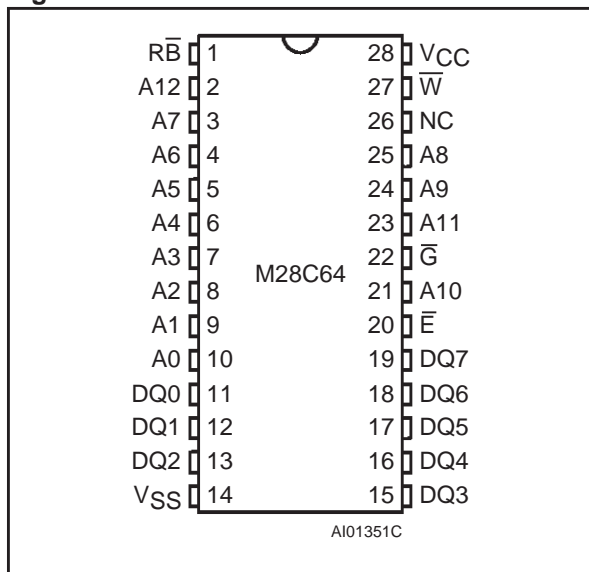 RB̅ 1 28 VCC
A12 2 27 W̅
A7 3 26 NC
A6 4 25 A8
A5 5 24 A9
A4 6 23 A11
A3 7 22 G̅
M28C64
A2 8 21 A10
A1 9 20 E̅
A0 10 19 DQ7
DQ0 11 18 DQ6
DQ1 12 17 DQ5
DQ2 13 16 DQ4
VSS 14 15 DQ3
AI01351C